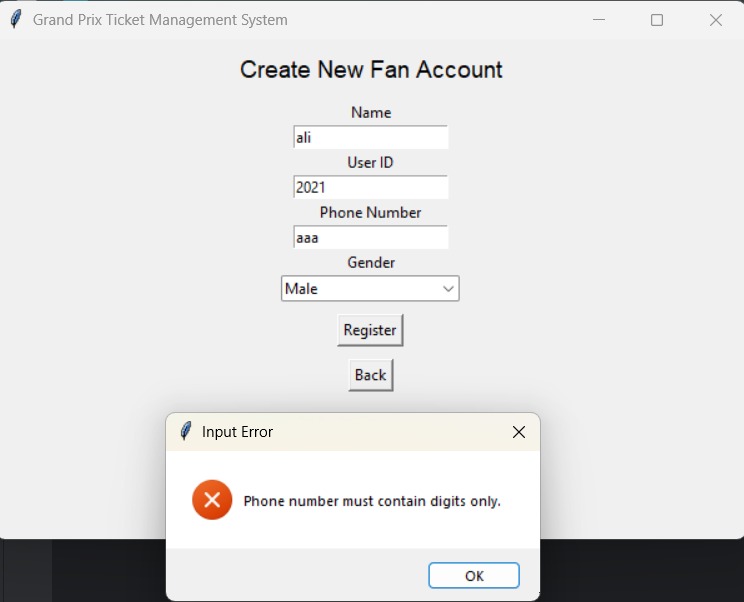 Grand Prix Ticket Management System
Create New Fan Account
Name
ali
User ID
2021
Phone Number
aaa
Gender
Male
Register
Back
Input Error
Phone number must contain digits only.
OK